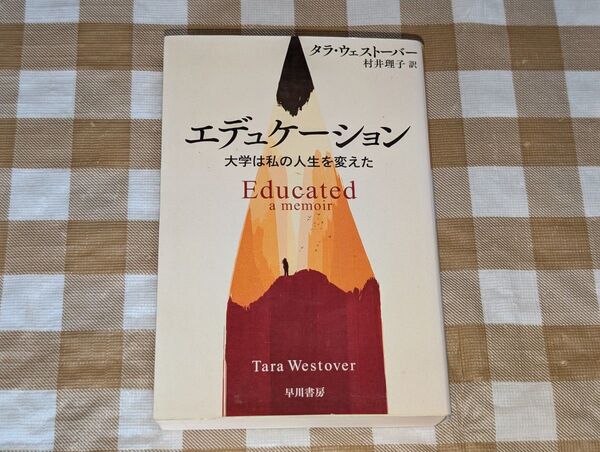 タラ・ウェストーバー
村井理子 訳
エデュケーション
大学は私の人生を変えた
Educated
a memoir
Tara Westover
早川書房